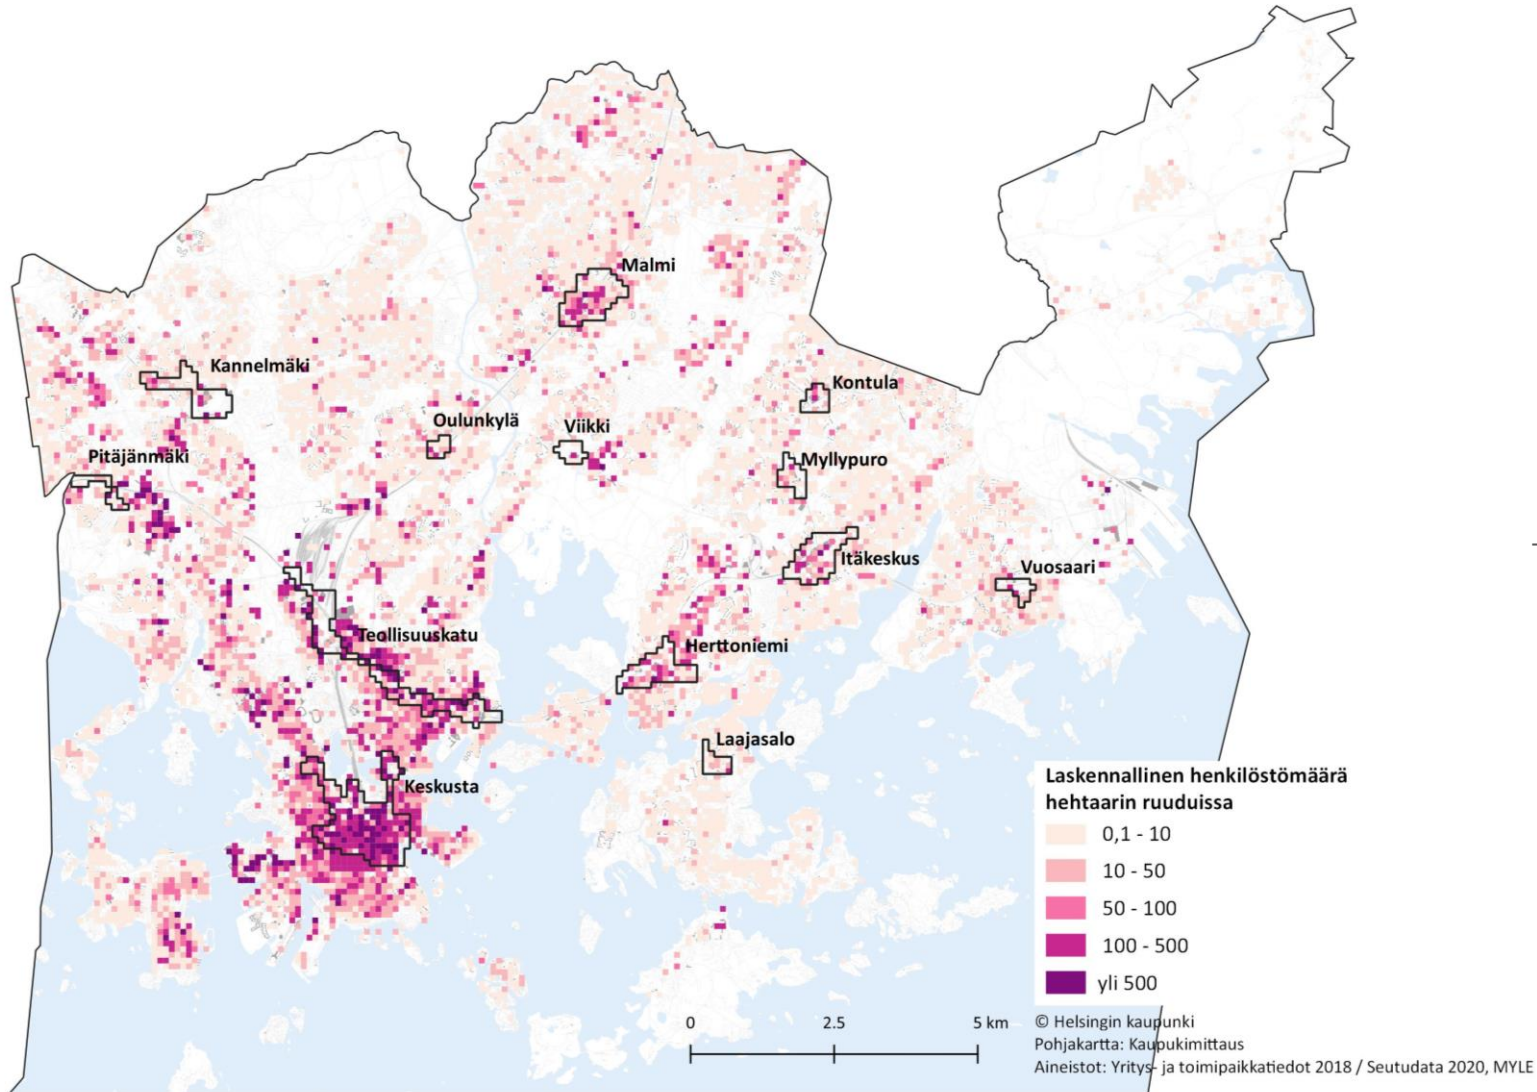 Malmi
Kannelmäki
Kontula
Oulunkylä
Viikki
Pitäjänmäki
Myllypuro
Itäkeskus
Vuosaari
Teollisuuskatu
Herttoniemi
Laajasalo
Keskusta
Laskennallinen henkilöstömäärä
hehtaarin ruuduissa
0,1 - 10
10 - 50
50 - 100
100 - 500
yli 500
0 2.5 5 km
© Helsingin kaupunki
Pohjakartta: Kaupukimittaus
Aineistot: Yritys- ja toimipaikkatiedot 2018 / Seutudata 2020, MYLE